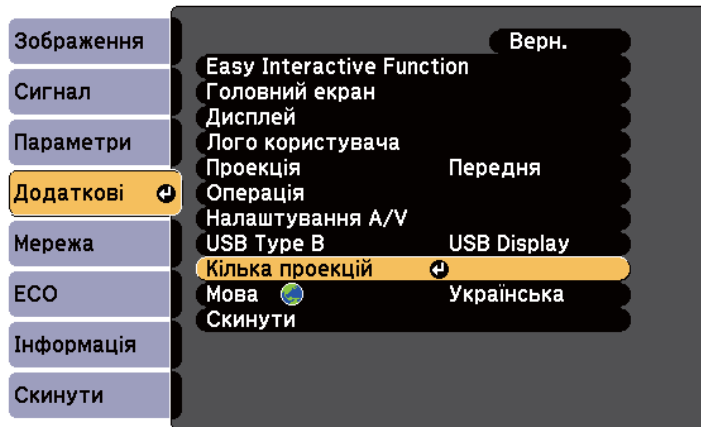 Зображення
Сигнал
Параметри
Додаткові
Мережа
ECO
Інформація
Скинути
Верн.
Easy Interactive Function
Головний екран
Дисплей
Лого користувача
Проекція Передня
Операція
Налаштування A/V
USB Type B USB Display
Кілька проекцій
Мова Українська
Скинути